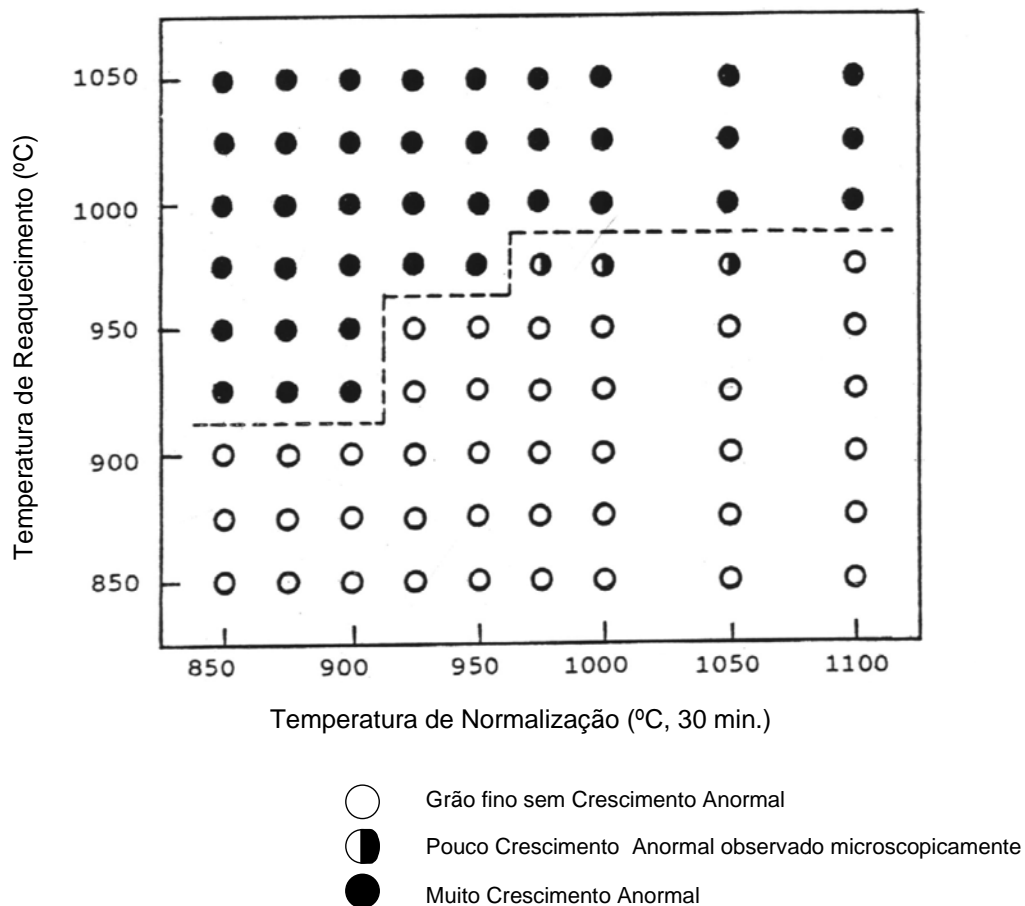 Temperatura de Reaquecimento (ºC)
1050
1000
950
900
850
850 900 950 1000 1050 1100
Temperatura de Normalização (ºC, 30 min.)
Grão fino sem Crescimento Anormal
Pouco Crescimento Anormal observado microscopicamente
Muito Crescimento Anormal